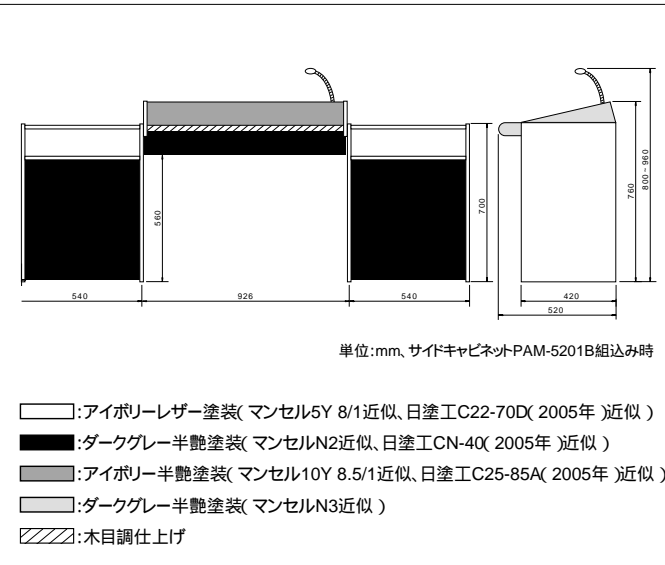 560
700
760
800~960
540
926
540
420
520
単位:mm、サイドキャビネットPAM-5201B組込み時
:アイボリーレザー塗装( マンセル5Y 8/1近似、日塗工C22-70D( 2005年 )近似 )
:ダークグレー半艶塗装( マンセルN2近似、日塗工CN-40( 2005年 )近似 )
:アイボリー半艶塗装( マンセル10Y 8.5/1近似、日塗工C25-85A( 2005年 )近似 )
:ダークグレー半艶塗装( マンセルN3近似 )
:木目調仕上げ